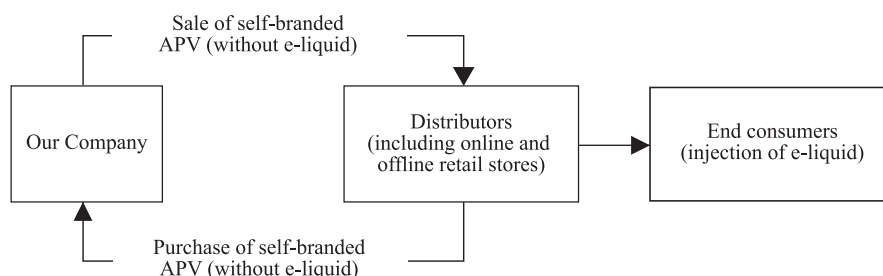 Sale of self-branded
APV (without e-liquid)
Our Company
Distributors
(including online and
offline retail stores)
End consumers
(injection of e-liquid)
Purchase of self-branded
APV (without e-liquid)